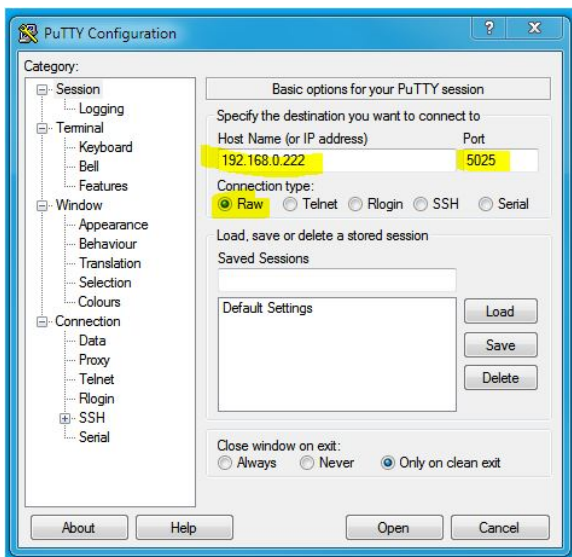 PuTTY Configuration
? X
Category:
Session
Logging
Terminal
Keyboard
Bell
Features
Window
Appearance
Behaviour
Translation
Selection
Colours
Connection
Data
Proxy
Telnet
Rlogin
SSH
Serial
Basic options for your PuTTY session
Specify the destination you want to connect to
Host Name (or IP address) Port
192.168.0.222 5025
Connection type:
Raw Telnet Rlogin SSH Serial
Load, save or delete a stored session
Saved Sessions
Default Settings
Load
Save
Delete
Close window on exit:
Always Never Only on clean exit
About Help Open Cancel